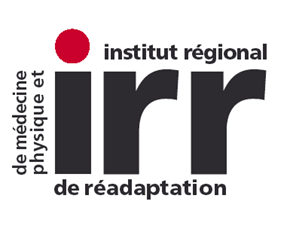 institut régional
de médecine
physique et
irr
de réadaptation